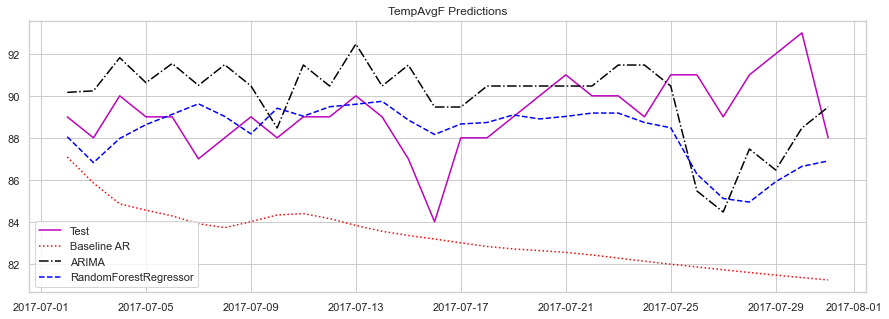 TempAvgF Predictions
92
90
88
86
84
82
Test
Baseline AR
ARIMA
RandomForestRegressor
2017-07-01 2017-07-05 2017-07-09 2017-07-13 2017-07-17 2017-07-21 2017-07-25 2017-07-29 2017-08-01